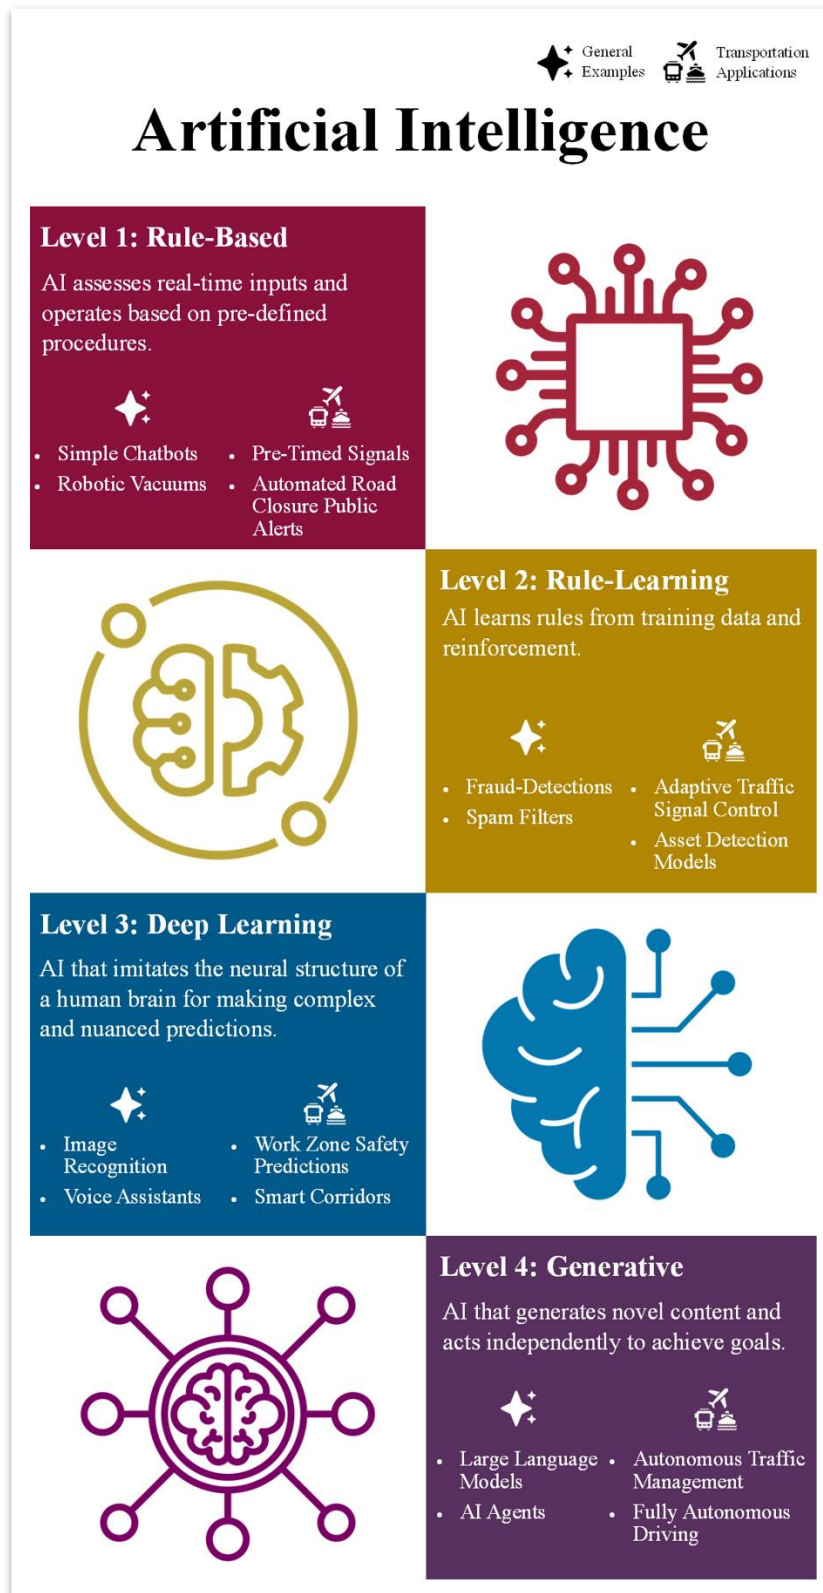 General
Examples
Transportation
Applications
Artificial Intelligence
Level 1: Rule-Based
AI assesses real-time inputs and
operates based on pre-defined
procedures.
• Simple Chatbots
• Robotic Vacuums
• Pre-Timed Signals
• Automated Road
Closure Public
Alerts
Level 2: Rule-Learning
AI learns rules from training data and
reinforcement.
• Fraud-Detections
• Spam Filters
• Adaptive Traffic
Signal Control
• Asset Detection
Models
Level 3: Deep Learning
AI that imitates the neural structure of
a human brain for making complex
and nuanced predictions.
• Image
Recognition
• Voice Assistants
• Work Zone Safety
Predictions
• Smart Corridors
Level 4: Generative
AI that generates novel content and
acts independently to achieve goals.
• Large Language
Models
• AI Agents
• Autonomous Traffic
Management
• Fully Autonomous
Driving